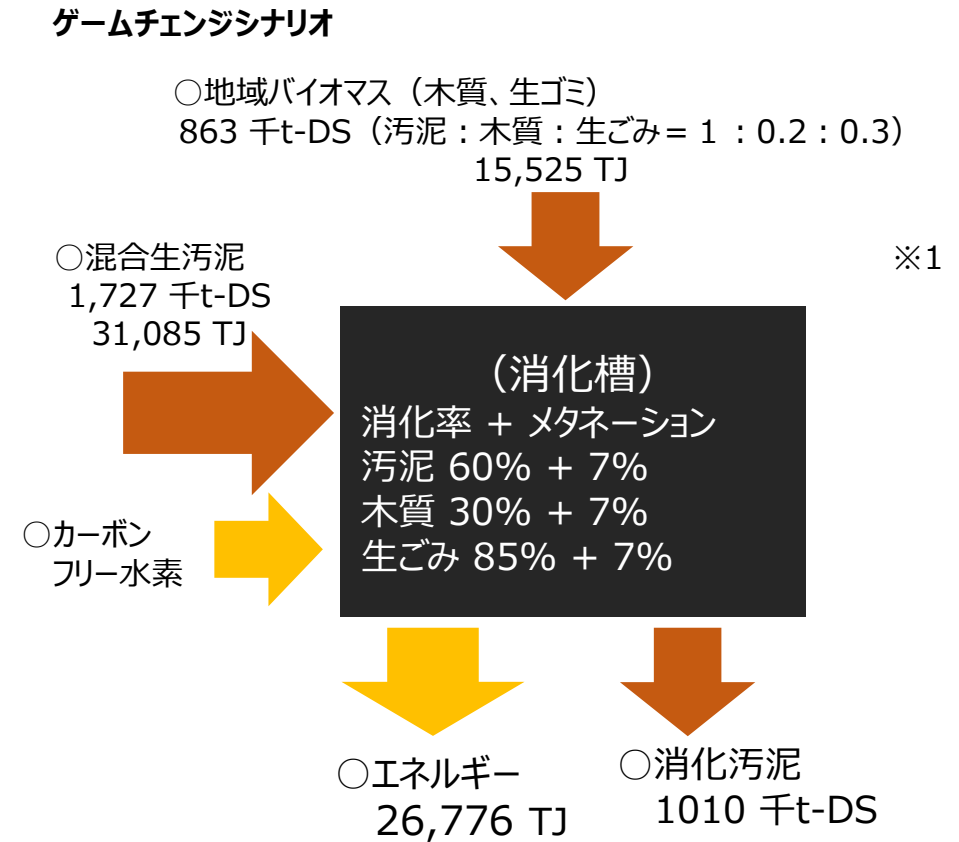 ゲームチェンジシナリオ
○地域バイオマス（木質、生ゴミ）
863 千t-DS（汚泥：木質：生ごみ＝ 1 : 0.2 : 0.3）
15,525 TJ
○混合生汚泥
1,727 千t-DS
31,085 TJ
※1
（消化槽）
消化率 + メタネーション
汚泥 60% + 7%
木質 30% + 7%
生ごみ 85% + 7%
○カーボン
フリー水素
○エネルギー
26,776 TJ
○消化汚泥
1010 千t-DS